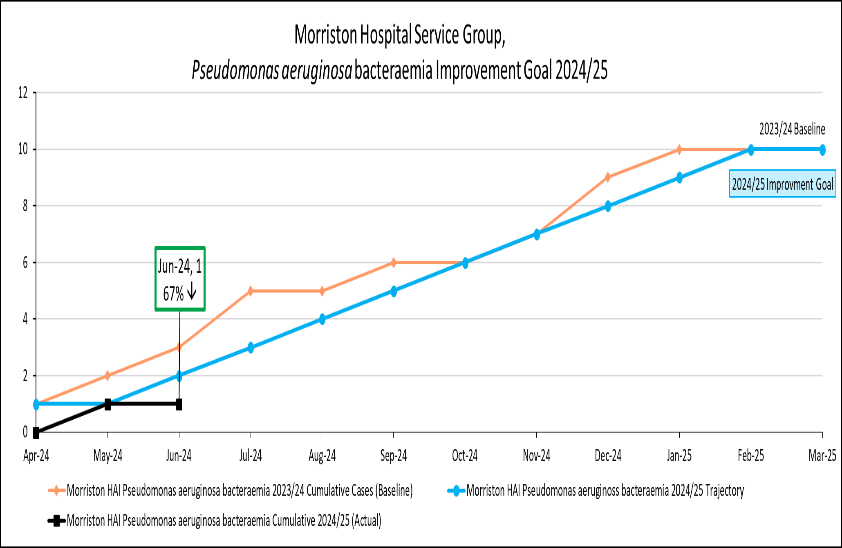 Morriston Hospital Service Group,
Pseudomonas aeruginosa bacteraemia Improvement Goal 2024/25
12
10
8
6
4
2
0
2023/24 Baseline
2024/25 Improvment Goal
Jun-24, 1
67% ↓
Apr-24 May-24 Jun-24 Jul-24 Aug-24 Sep-24 Oct-24 Nov-24 Dec-24 Jan-25 Feb-25 Mar-25
Morriston HAI Pseudomonas aeruginosa bacteraemia 2023/24 Cumulative Cases (Baseline)
Morriston HAI Pseudomonas aeruginoss bacteraemia 2024/25 Trajectory
Morriston HAI Pseudomonas aeruginosa bacteraemia Cumulative 2024/25 (Actual)